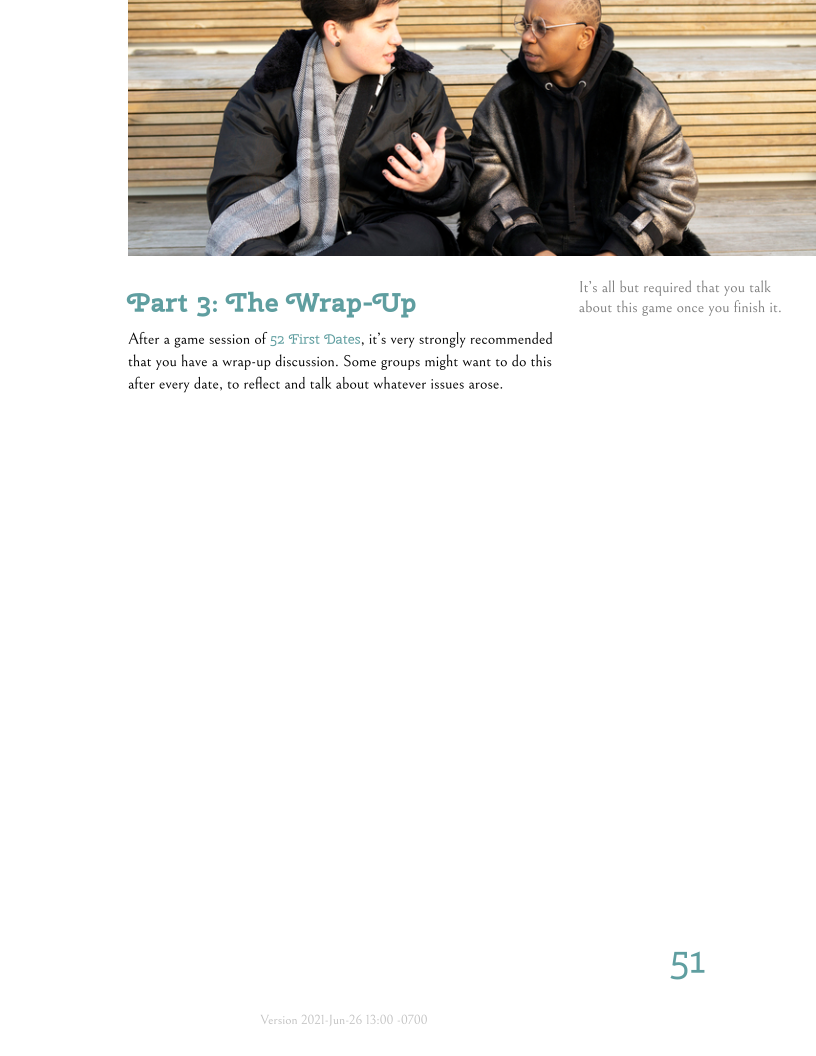 Part 3: The Wrap-Up
After a game session of 52 First Dates, it's very strongly recommended
that you have a wrap-up discussion. Some groups might want to do this
after every date, to reflect and talk about whatever issues arose.
It's all but required that you talk
about this game once you finish it.
51
Version 2021-Jun-26 13:00 -0700